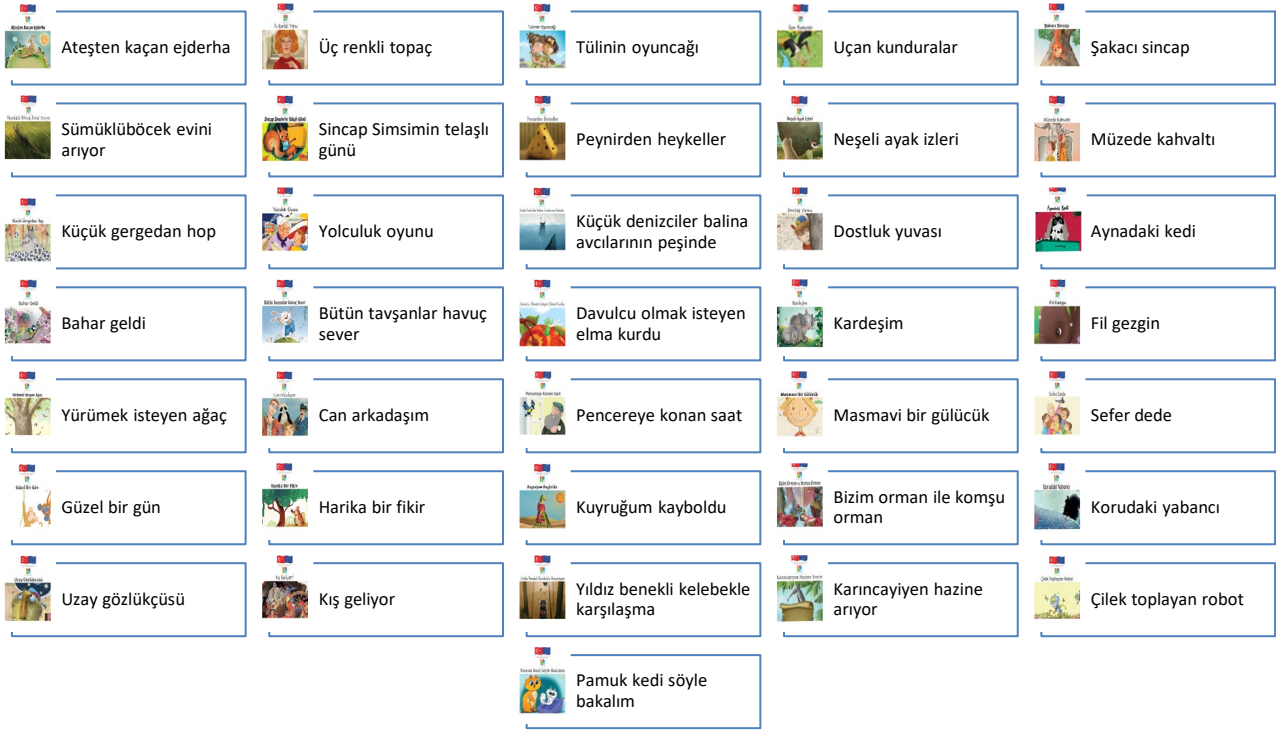 Ateşten kaçan ejderha
Üç renkli topaç
Tülinin oyuncağı
Uçan kunduralar
Şakacı sincap
Sümüklüböcek evini
arıyor
Sincap Simsimin telaşlı
günü
Peynirden heykeller
Neşeli ayak izleri
Müzede kahvaltı
Küçük gergedan hop
Yolculuk oyunu
Küçük denizciler balina
avcılarının peşinde
Dostluk yuvası
Aynadaki kedi
Bahar geldi
Bütün tavşanlar havuç
sever
Davulcu olmak isteyen
elma kurdu
Kardeşim
Fil gezgin
Yürümek isteyen ağaç
Can arkadaşım
Pencereye konan saat
Masmavi bir gülücük
Sefer dede
Güzel bir gün
Harika bir fikir
Kuyruğum kayboldu
Bizim orman ile komşu
orman
Korudaki yabancı
Uzay gözlükçüsü
Kış geliyor
Yıldız benekli kelebekle
karşılaşma
Karıncayiyen hazine
arıyor
Çilek toplayan robot
Pamuk kedi söyle
bakalım